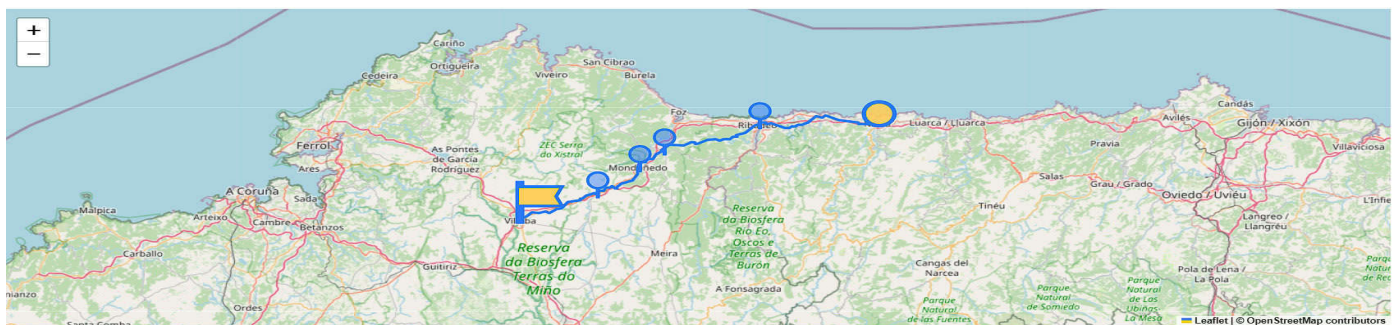 +
−
Cariño
Ortigueira
Cedeira
San Cibrao
Viveiro
Burela
Foz
Candás
Avilés
Gijón / Xixón
Luarca / Lluarca
Ferrol
Ares
As Pontes
de García
Rodríguez
ZEC Serra
do Xistral
Pravia
Villaviciosa
A Coruña
Sada
Malpica
Arteixo
Cambre
Betanzos
Salas
Grau / Grado
Oviedo / Uviéu
Tinéu
L'Infie
Reserva
da Biosfera
Río Eo,
Oscos e
Terras de
Burón
Langreo /
Llangréu
Carballo
Guitiriz
Reserva
da Biosfera
Terras do
Miño
Meira
Cangas del
Narcea
Pola de Lena /
La Pola
A Fonsagrada
Parque
Natural
de las Fuentes
Parque
Natural
de Somiedo
Parque
Natural
de Las
Ubiñas-
La Mesa
Ordes
Santa Comba
Leaflet | © OpenStreetMap contributors